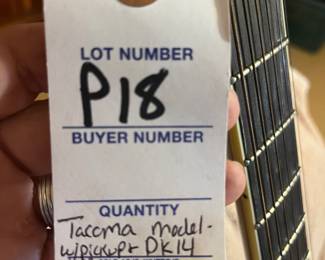 LOT NUMBER
P18
BUYER NUMBER
QUANTITY
Tacoma model-
w/pickup DK14